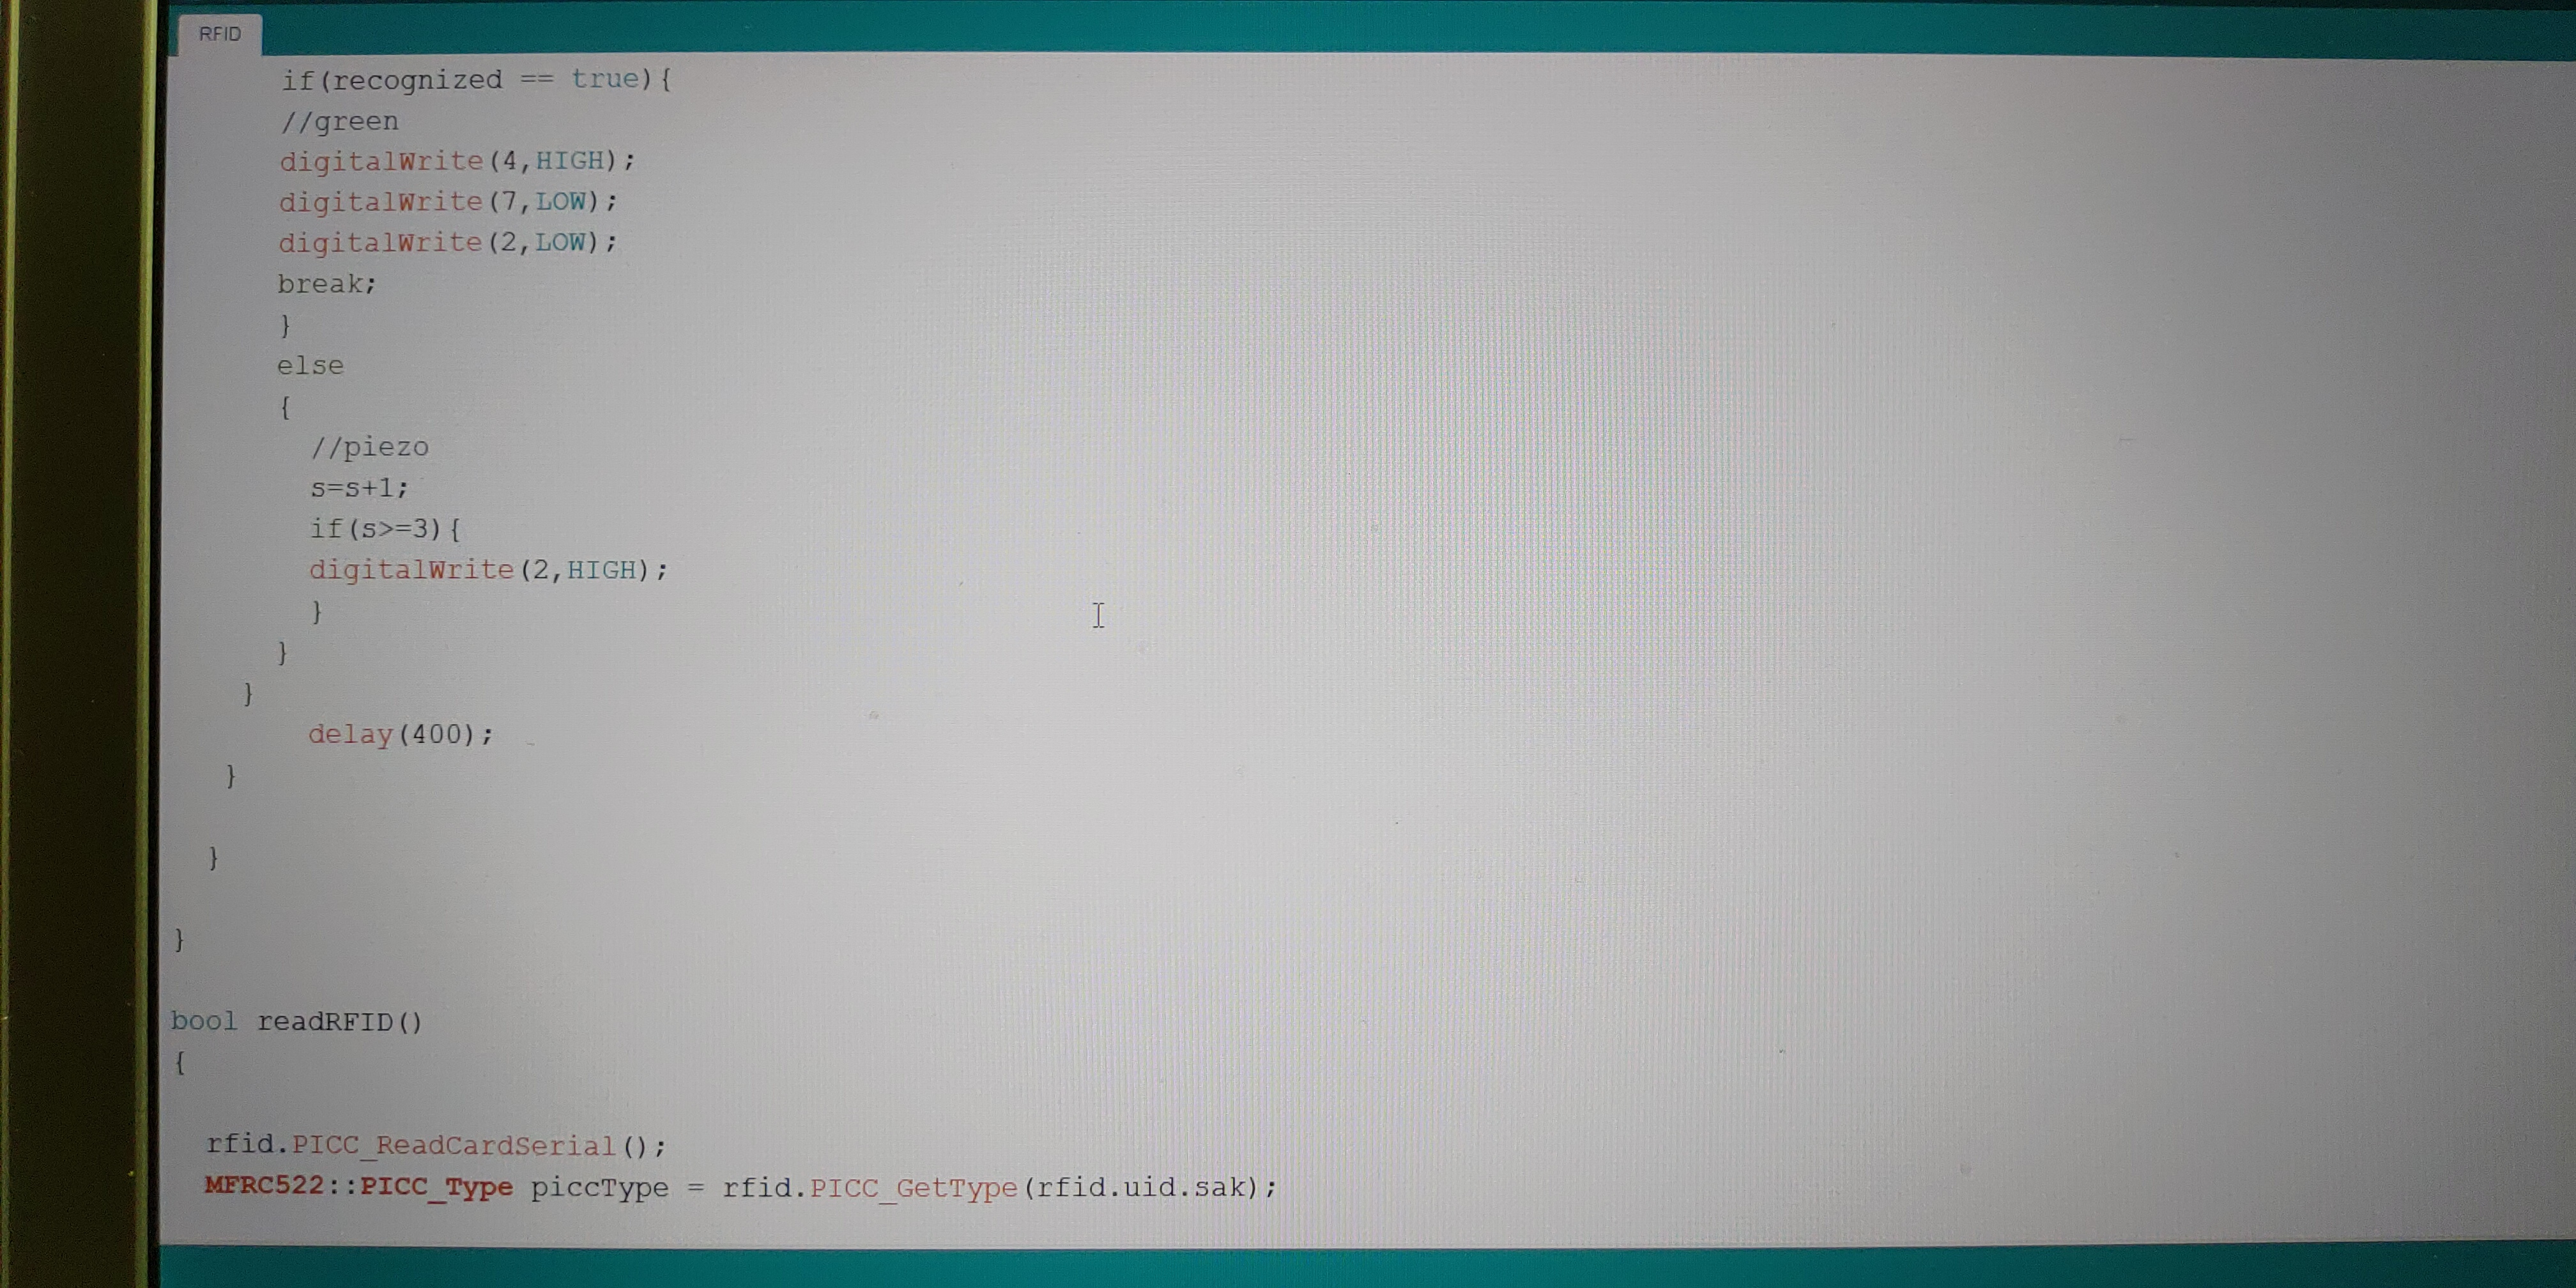 RFID
if(recognized == true){
//green
digitalWrite(4,HIGH);
digitalWrite(7,LOW);
digitalWrite(2,LOW);
break;
}
else
{
//piezo
s=s+1;
if(s>=3){
digitalWrite(2,HIGH);
}
}
}
delay(400);
}
}
}
bool readRFID()
{
rfid.PICC_ReadCardSerial();
MFRC522::PICC_Type piccType = rfid.PICC_GetType(rfid.uid.sak);